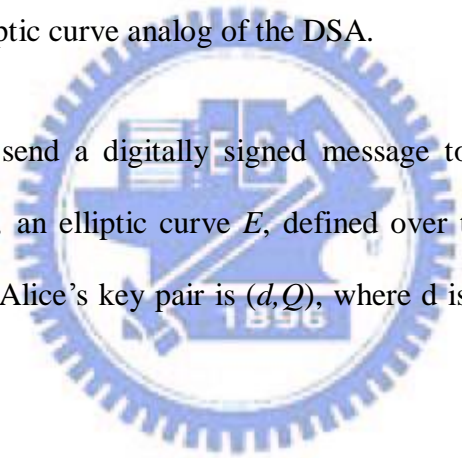 ptic curve analog of the DSA.
send a digitally signed message to
an elliptic curve E, defined over t
Alice's key pair is (d,Q), where d is
1896